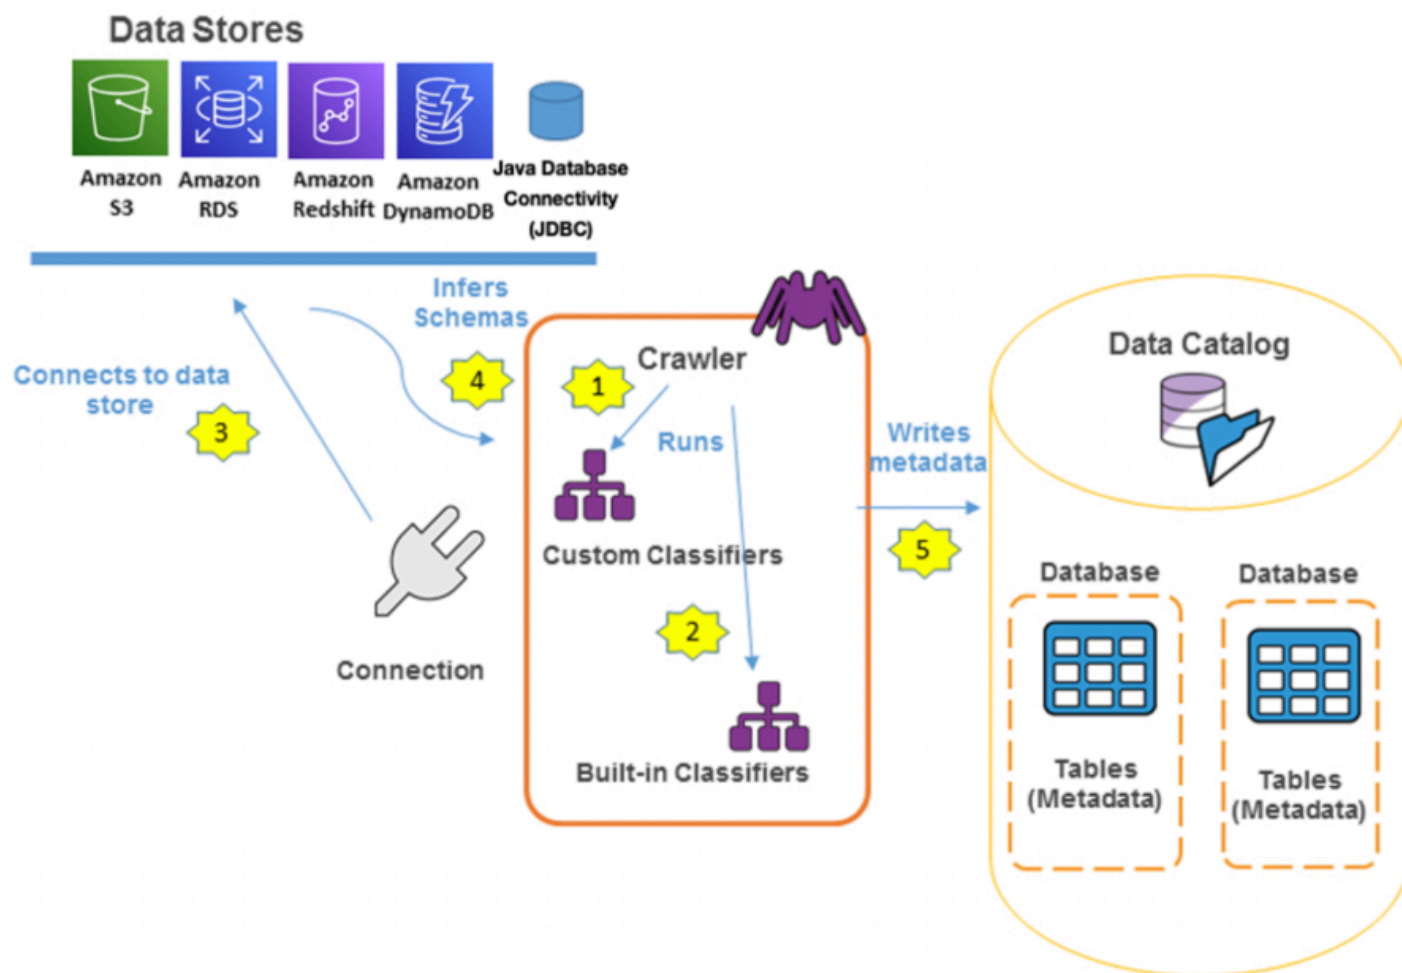 Data Stores
Amazon
S3
Amazon
RDS
Amazon
Redshift
Amazon
DynamoDB
Java Database
Connectivity
(JDBC)
Infers
Schemas
4
Connects to data
store
3
Connection
Crawler
1
Runs
Custom Classifiers
2
Built-in Classifiers
Writes
metadata
5
Data Catalog
Database
Tables
(Metadata)
Database
Tables
(Metadata)